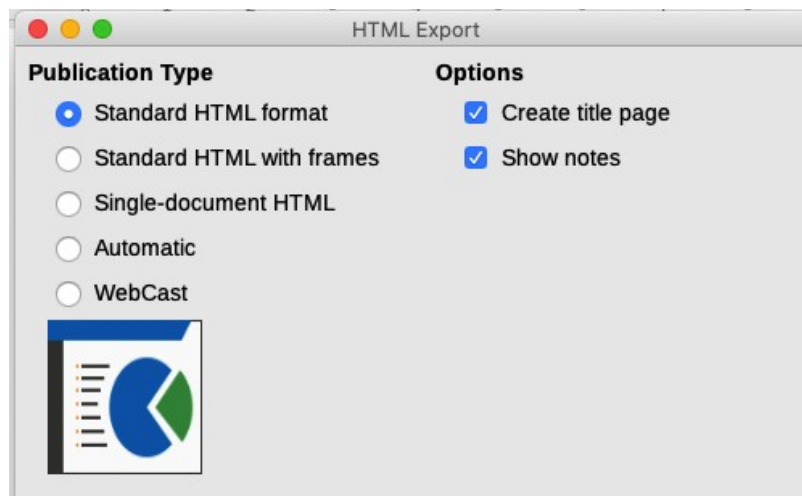 HTML Export
Publication Type
Standard HTML format
Standard HTML with frames
Single-document HTML
Automatic
WebCast
Options
Create title page
Show notes